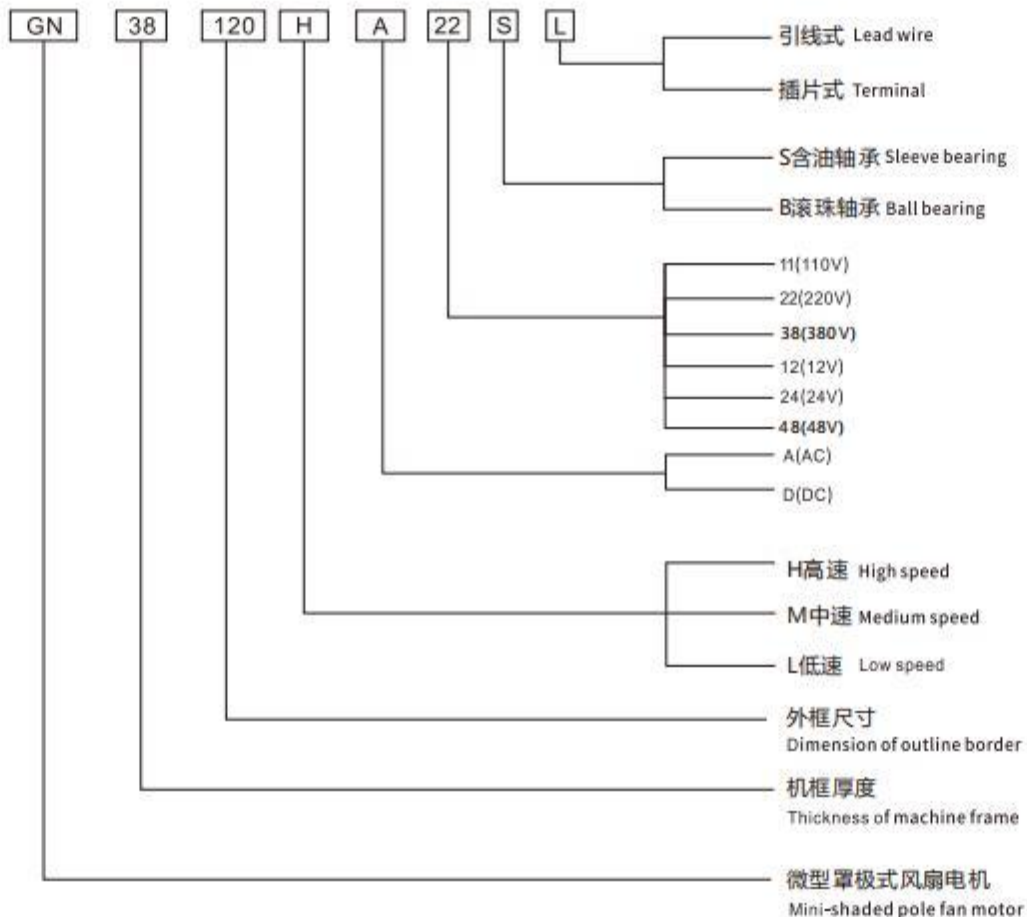 GN 38 120 H A 22 S L
引线式 Lead wire
插片式 Terminal
S含油轴承 Sleeve bearing
B滚珠轴承 Ball bearing
11(110V)
22(220V)
38(380V)
12(12V)
24(24V)
48(48V)
A(AC)
D(DC)
H高速 High speed
M中速 Medium speed
L低速 Low speed
外框尺寸
Dimension of outline border
机框厚度
Thickness of machine frame
微型罩极式风扇电机
Mini-shaded pole fan motor